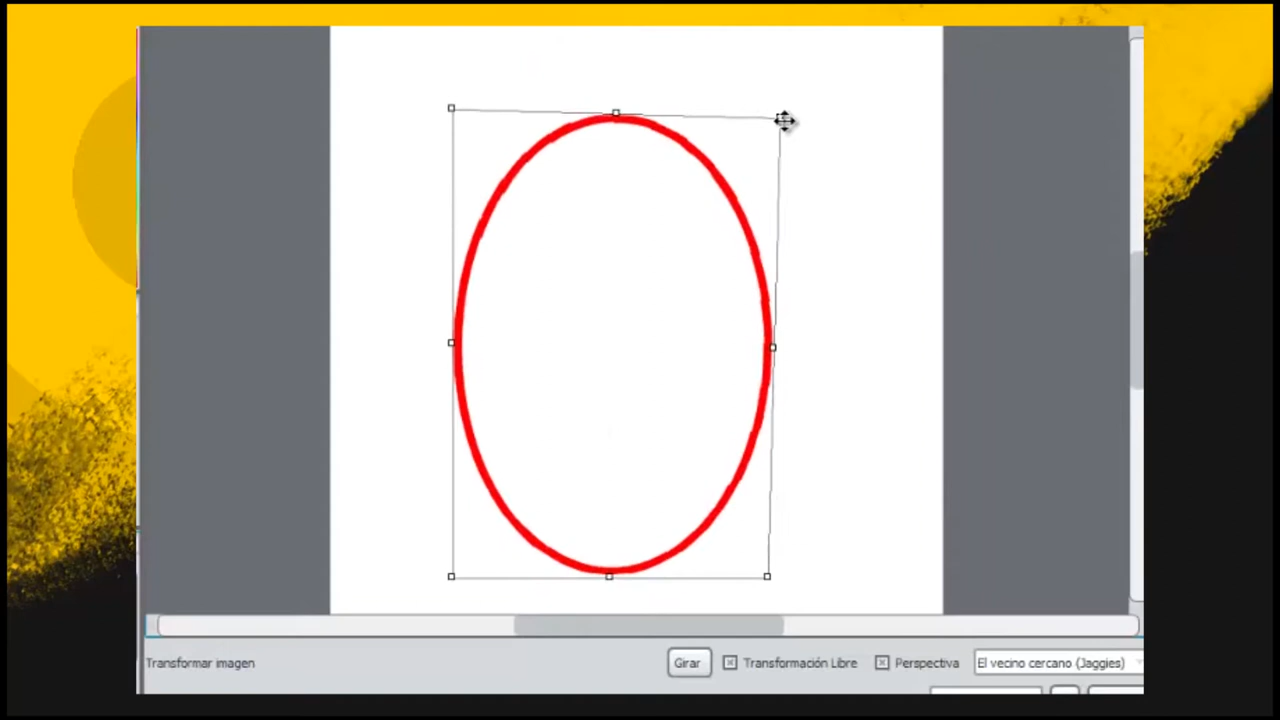 Transformar imagen
Girar
Transformación Libre
Perspectiva
El vecino cercano (Jaggies)